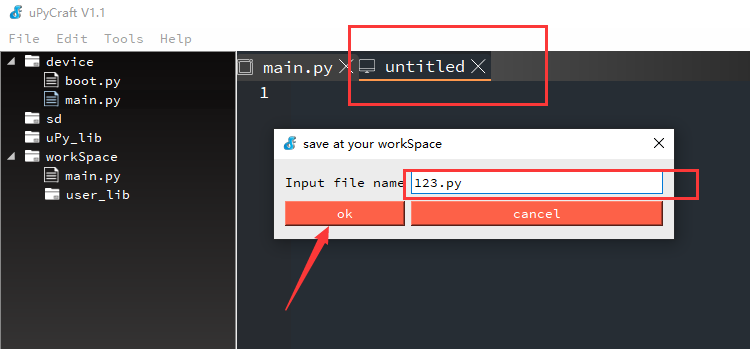 uPyCraft V1.1
File Edit Tools Help
device
boot.py
main.py
sd
uPy_lib
workSpace
main.py
user_lib
main.py untitled
1
save at your workSpace
Input file name 123.py
ok cancel